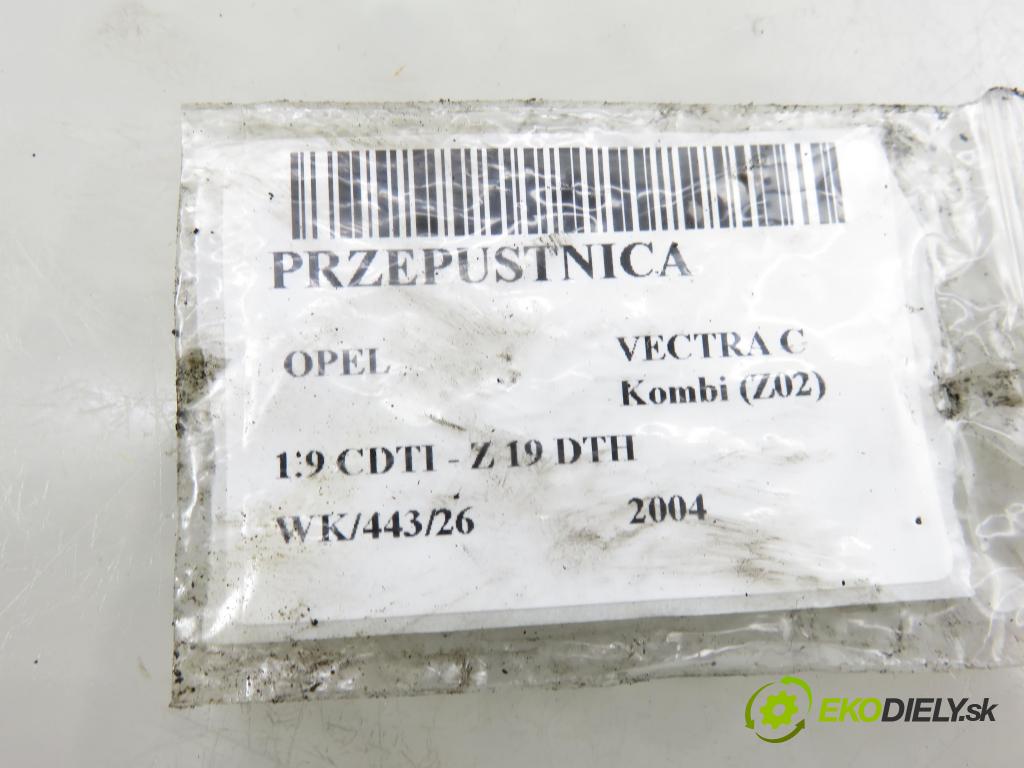 PRZEPUSTNICA
OPEL VECTRA C
Kombi (Z02)
1.9 CDTI - Z 19 DTH
WK/443/26 2004
EKODIELY.sk